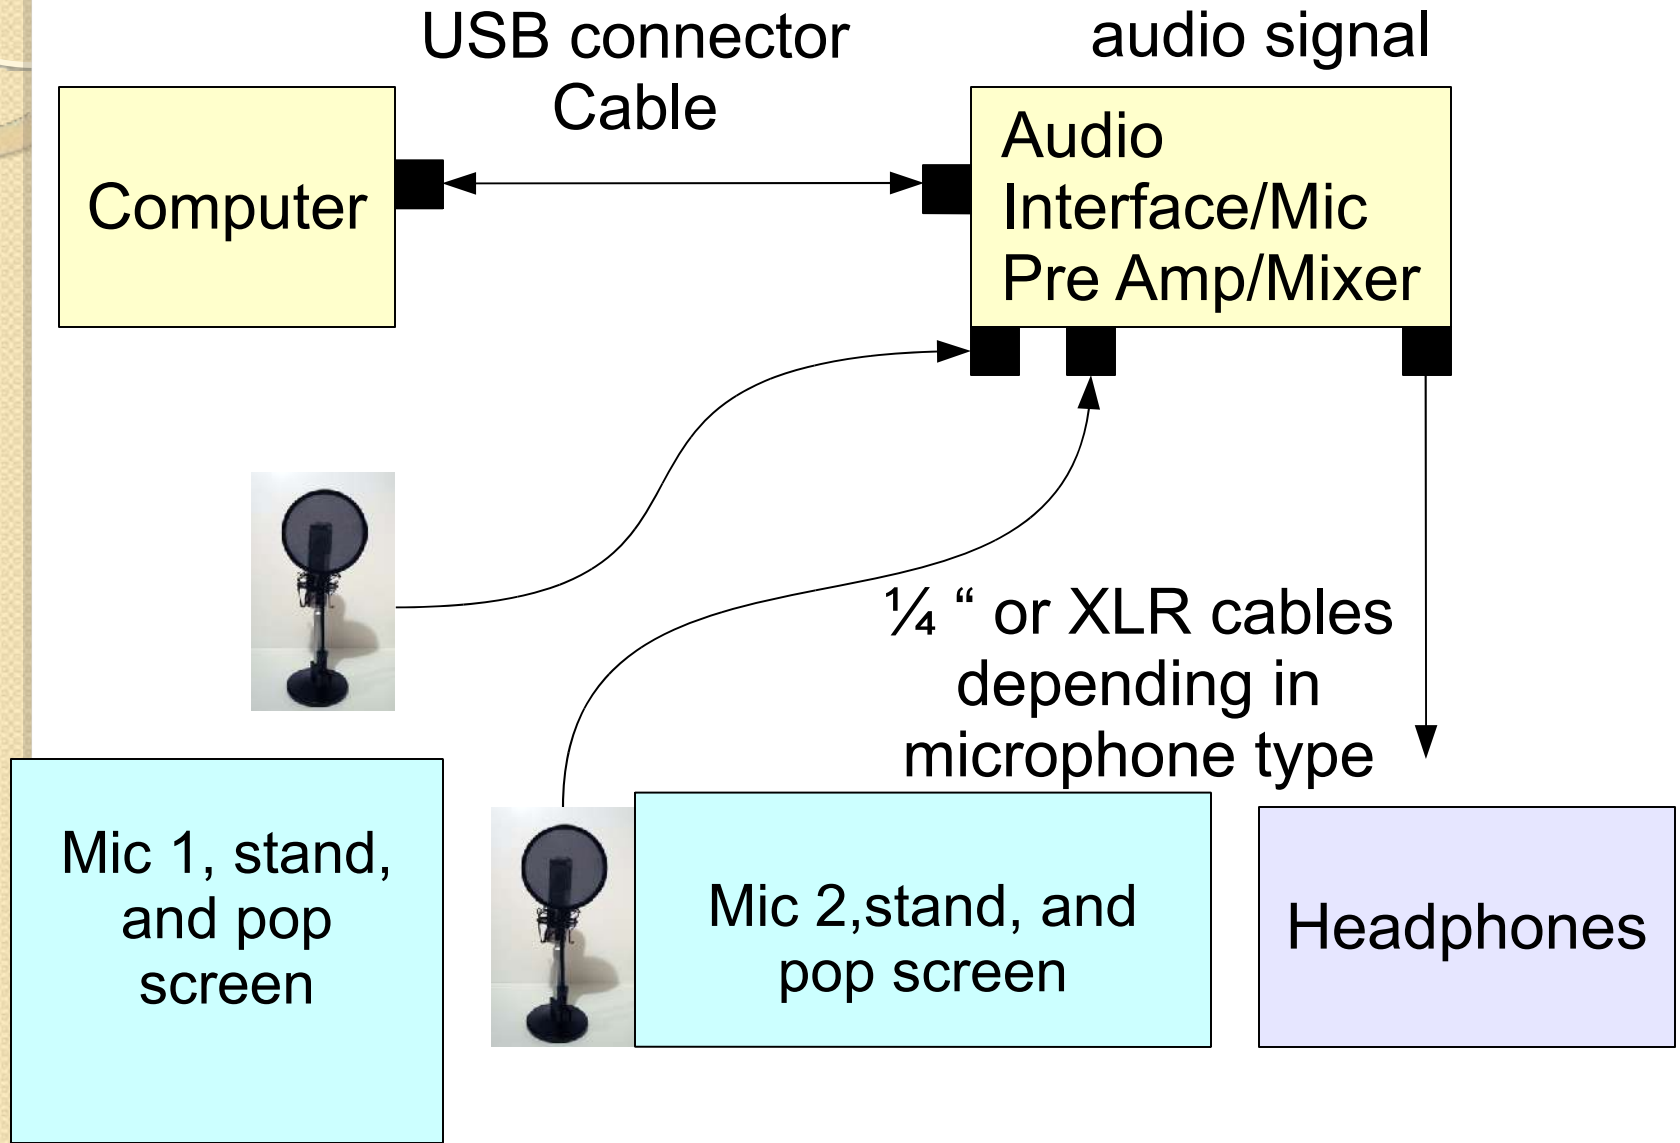 USB connector
Cable
audio signal
Computer
Audio
Interface/Mic
Pre Amp/Mixer
¼ “ or XLR cables
depending in
microphone type
Mic 1, stand,
and pop
screen
Mic 2,stand, and
pop screen
Headphones